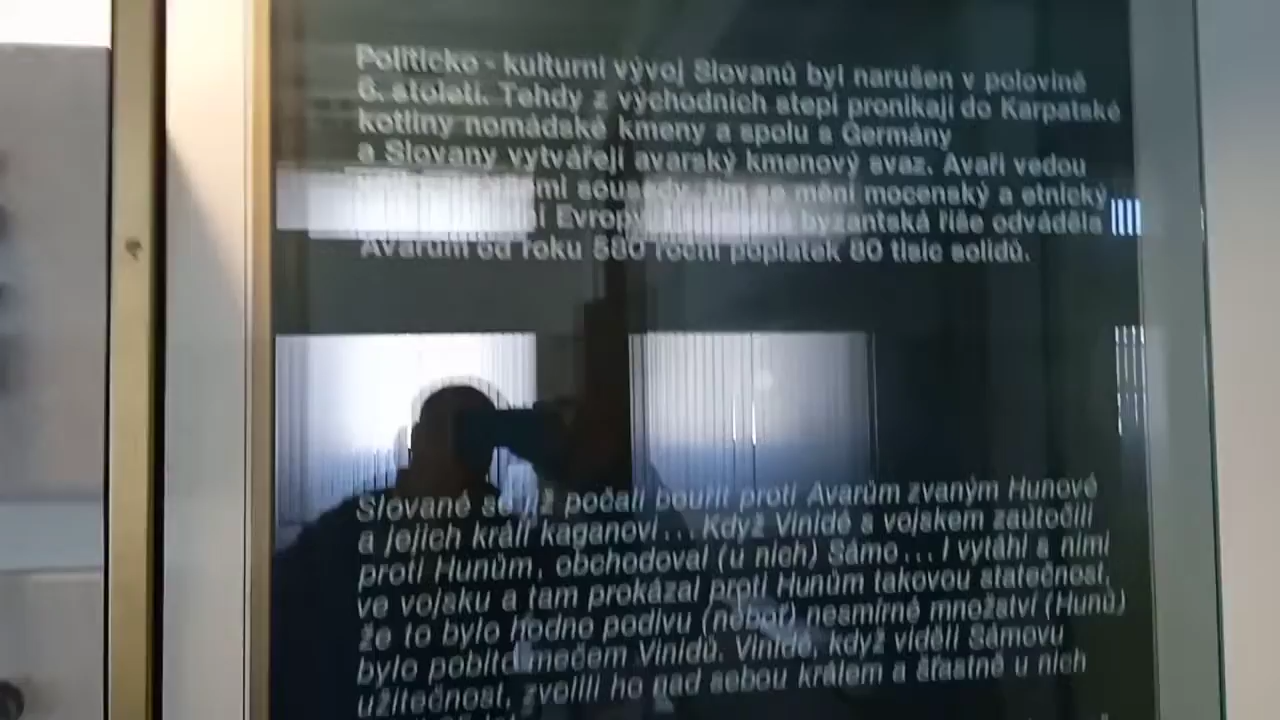 Politicko - kulturní vývoj Slovanů byl narušen v polovině
6. století. Tehdy z východních stepí pronikají do Karpatské
kotliny nomádské kmeny a spolu s Germány
a Slovany vytvářejí avarský kmenový svaz. Avaři vedou
sousedy, mění mocenský a etnický
Evropy byzantská říše odváděla
Avarům od roku 580 roční poplatek 80 tisíc solidů.
Slované se již počali bouřit proti Avarům zvaným Hunové
a jejich králi kaganovi... Když Vinidé s vojskem zaútočili
proti Hunům, obchodoval (u nich) Sámo... I vytáhl s nimi
ve vojsku a tam prokázal proti Hunům takovou statečnost,
že to bylo hodno podivu (neboť) nesmírné množství (Hunů)
bylo pobito mečem Vinidů. Vinidé, když viděli Sámovu
užitečnost, zvolili ho nad sebou králem a šťastně u nich